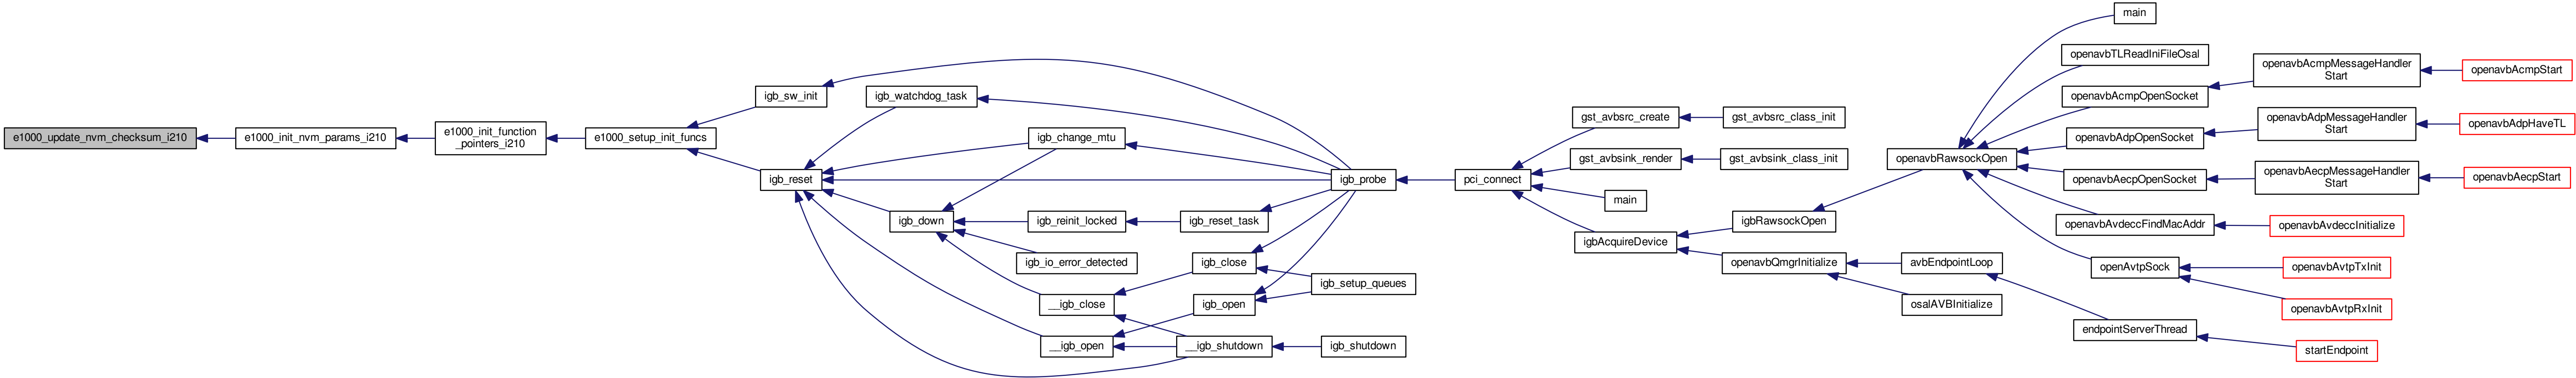 e1000_update_nvm_checksum_i210
e1000_init_nvm_params_i210
e1000_init_function
_pointers_i210
e1000_setup_init_funcs
igb_sw_init
igb_reset
igb_watchdog_task
igb_down
igb_change_mtu
igb_reinit_locked
igb_io_error_detected
__igb_close
__igb_open
igb_reset_task
igb_close
igb_open
__igb_shutdown
igb_probe
igb_setup_queues
igb_shutdown
pci_connect
gst_avbsrc_create
gst_avbsink_render
main
igbAcquireDevice
gst_avbsrc_class_init
gst_avbsink_class_init
igbRawsockOpen
openavbQmgrInitialize
openavbRawsockOpen
avbEndpointLoop
osalAVBInitialize
main
openavbTLReadIniFileOsal
openavbAcmpOpenSocket
openavbAdpOpenSocket
openavbAecpOpenSocket
openavbAvdeccFindMacAddr
openAvtpSock
endpointServerThread
openavbAcmpMessageHandler
Start
openavbAdpMessageHandler
Start
openavbAecpMessageHandler
Start
openavbAvdeccInitialize
openavbAvtpTxInit
openavbAvtpRxInit
startEndpoint
openavbAcmpStart
openavbAdpHaveTL
openavbAecpStart